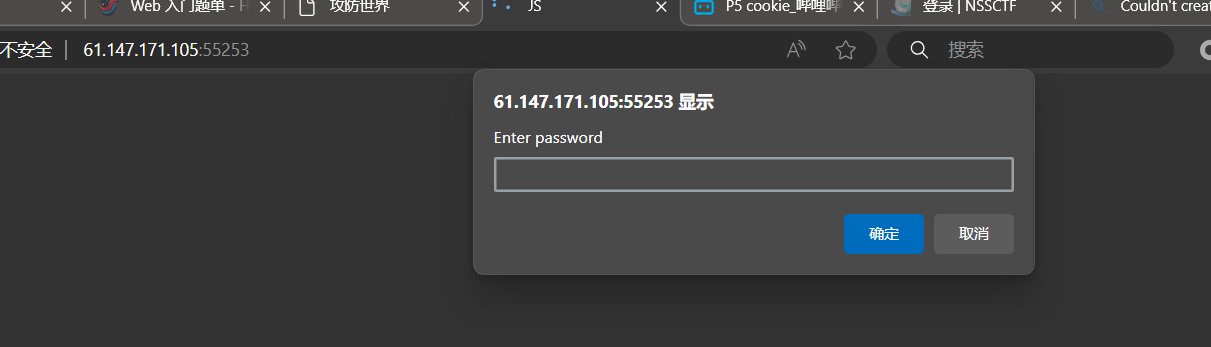 Web 入门题单 - H
攻防世界
JS
P5 cookie_哔哩哔
登录 | NSSCTF
Couldn't creat
不安全 | 61.147.171.105:55253
搜索
61.147.171.105:55253 显示
Enter password
确定
取消